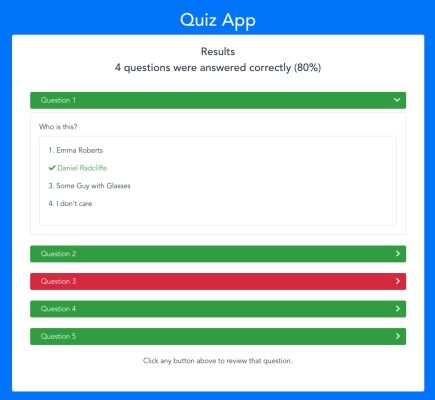 Quiz App
Results
4 questions were answered correctly (80%)
Question 1
Who is this?
1. Emma Roberts
Daniel Radcliffe
3. Some Guy with Glasses
4. I don't care
Question 2
Question 3
Question 4
Question 5
Click any button above to review that question.